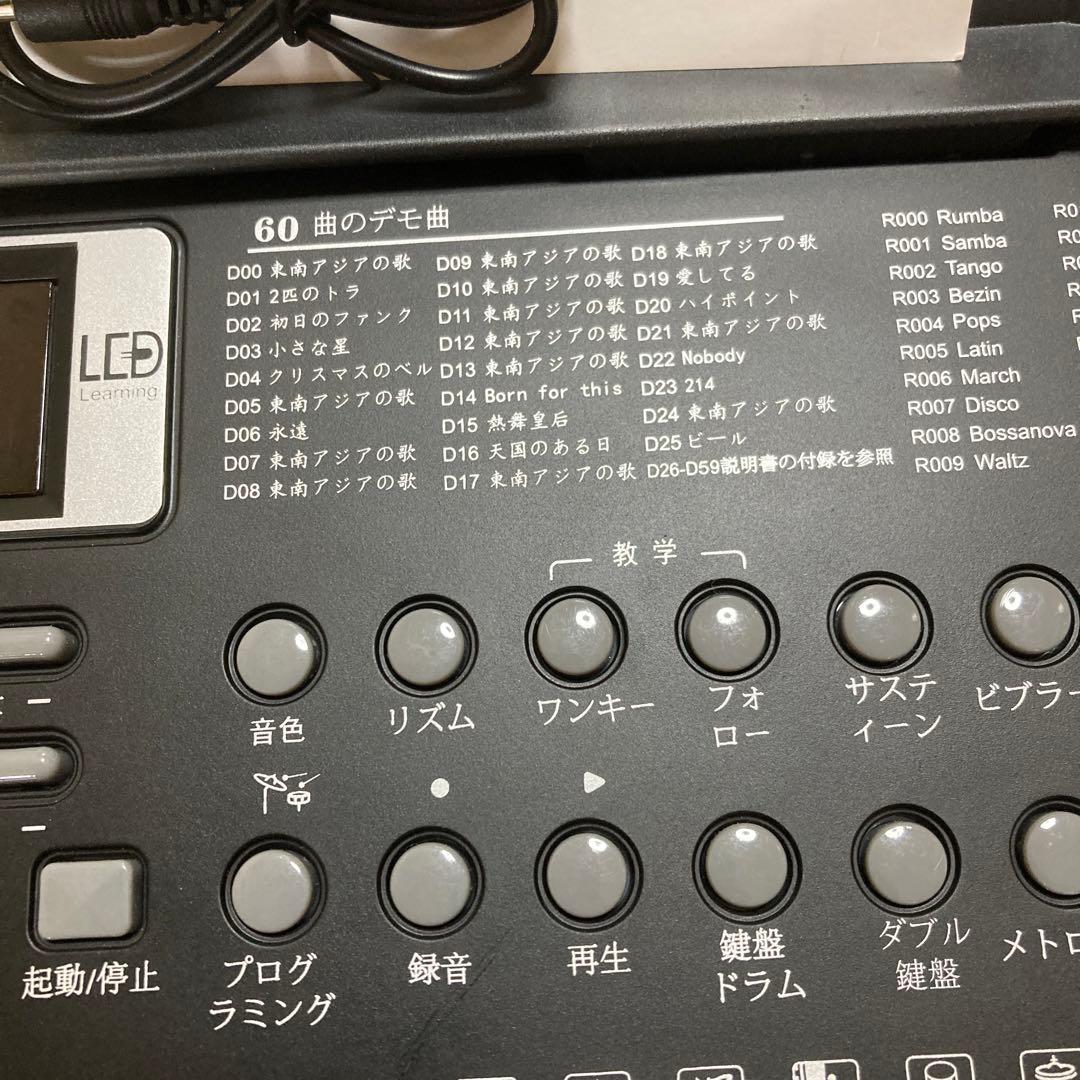 60 曲のデモ曲
D00 東南アジアの歌
D01 2匹のトラ
D02 初日のファンク
D03 小さな星
D04 クリスマスのベル
D05 東南アジアの歌
D06 永遠
D07 東南アジアの歌
D08 東南アジアの歌
D09 東南アジアの歌
D10 東南アジアの歌
D11 東南アジアの歌
D12 東南アジアの歌
D13 東南アジアの歌
D14 Born for this
D15 熱舞皇后
D16 天国のある日
D17 東南アジアの歌
D18 東南アジアの歌
D19 愛してる
D20 ハイポイント
D21 東南アジアの歌
D22 Nobody
D23 214
D24 東南アジアの歌
D25 ビール
D26-D59説明書の付録を参照
R000 Rumba
R001 Samba
R002 Tango
R003 Bezin
R004 Pops
R005 Latin
R006 March
R007 Disco
R008 Bossanova
R009 Waltz
LED
Learning
教学
音色
リズム
ワンキー
フォ
ロー
サステ
ィーン
ビブラー
起動/停止
プログ
ラミング
録音
再生
鍵盤
ドラム
ダブル
鍵盤
メトロ